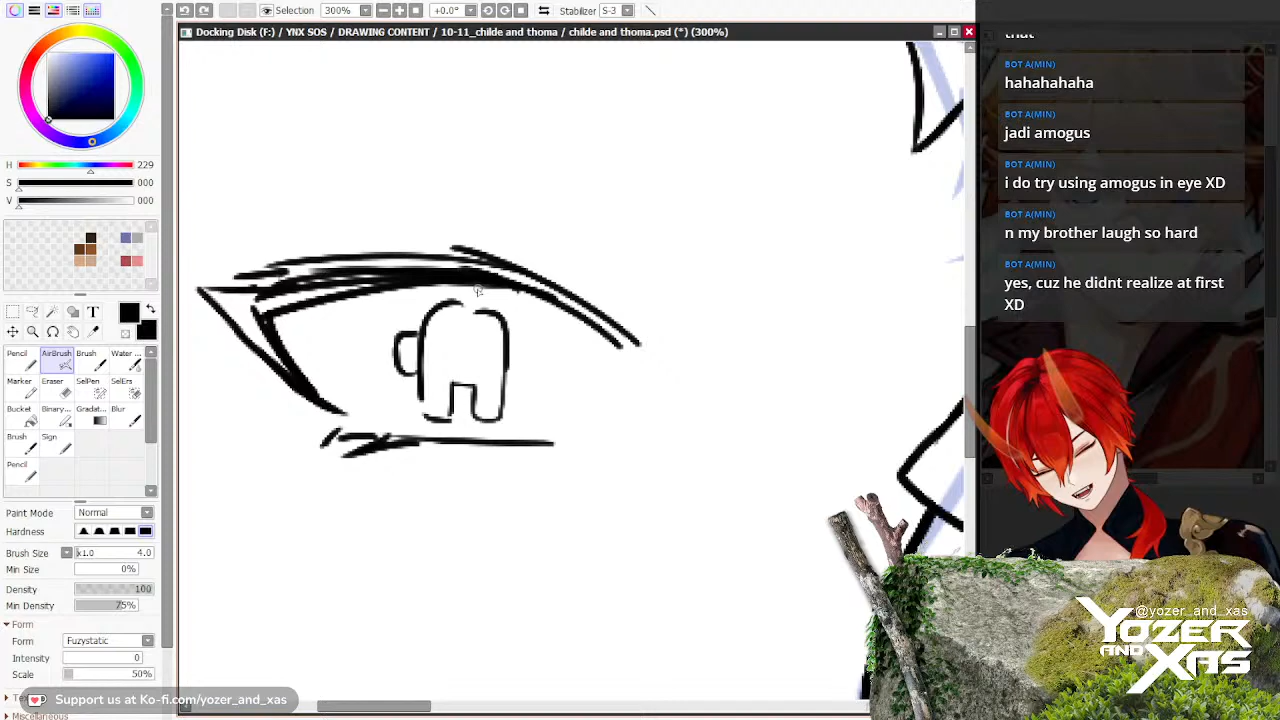 Selection
300%
+0.0°
Stabilizer
S-3
Docking Disk (F:) / YNX SOS / DRAWING CONTENT / 10-11_childe and thoma / childe and thoma.psd (*) (300%)
H
229
S
000
V
000
T
Pencil
AirBrush
Brush
Water ...
Marker
Eraser
SelPen
SelErs
Bucket
Binary...
Gradat...
Blur
Brush
Sign
Pencil
Paint Mode
Normal
Hardness
Brush Size
x1.0
4.0
Min Size
0%
Density
100
Min Density
75%
Form
Form
Fuzystatic
Intensity
0
Scale
50%
Miscellaneous
Support us at Ko-fi.com/yozer_and_xas
that
BOT A(MIN)
hahahahaha
BOT A(MIN)
jadi amogus
BOT A(MIN)
i do try using amogus in eye XD
BOT A(MIN)
n my brother laugh so hard
BOT A(MIN)
yes, cuz he didnt realize at first
XD
@yozer_and_xas
YOZER
AND
XAS